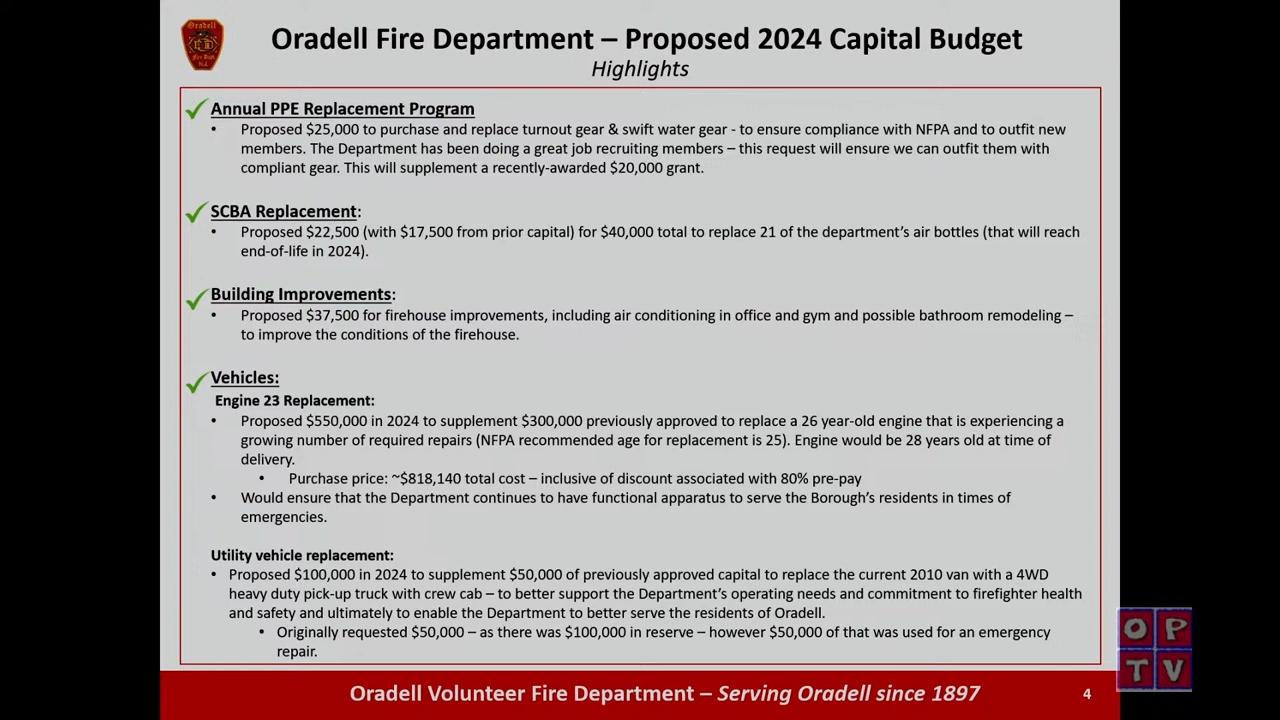 Oradell
Fire Dept
N.J.
Oradell Fire Department – Proposed 2024 Capital Budget
Highlights
Annual PPE Replacement Program
• Proposed $25,000 to purchase and replace turnout gear & swift water gear - to ensure compliance with NFPA and to outfit new
members. The Department has been doing a great job recruiting members – this request will ensure we can outfit them with
compliant gear. This will supplement a recently-awarded $20,000 grant.
SCBA Replacement:
• Proposed $22,500 (with $17,500 from prior capital) for $40,000 total to replace 21 of the department's air bottles (that will reach
end-of-life in 2024).
Building Improvements:
• Proposed $37,500 for firehouse improvements, including air conditioning in office and gym and possible bathroom remodeling –
to improve the conditions of the firehouse.
Vehicles:
Engine 23 Replacement:
• Proposed $550,000 in 2024 to supplement $300,000 previously approved to replace a 26 year-old engine that is experiencing a
growing number of required repairs (NFPA recommended age for replacement is 25). Engine would be 28 years old at time of
delivery.
• Purchase price: ~$818,140 total cost – inclusive of discount associated with 80% pre-pay
• Would ensure that the Department continues to have functional apparatus to serve the Borough's residents in times of
emergencies.
Utility vehicle replacement:
• Proposed $100,000 in 2024 to supplement $50,000 of previously approved capital to replace the current 2010 van with a 4WD
heavy duty pick-up truck with crew cab – to better support the Department's operating needs and commitment to firefighter health
and safety and ultimately to enable the Department to better serve the residents of Oradell.
• Originally requested $50,000 – as there was $100,000 in reserve – however $50,000 of that was used for an emergency
repair.
Oradell Volunteer Fire Department – Serving Oradell since 1897
4
O P
T V